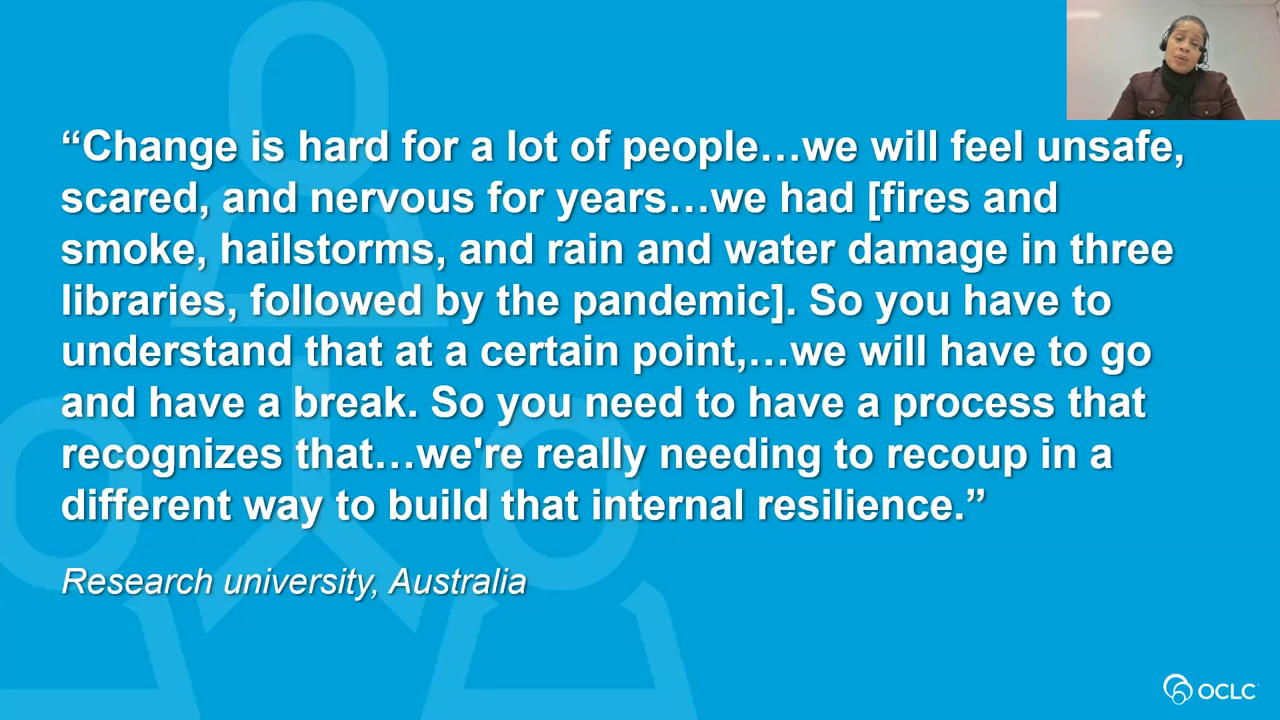 “Change is hard for a lot of people…we will feel unsafe,
scared, and nervous for years…we had [fires and
smoke, hailstorms, and rain and water damage in three
libraries, followed by the pandemic]. So you have to
understand that at a certain point,…we will have to go
and have a break. So you need to have a process that
recognizes that…we're really needing to recoup in a
different way to build that internal resilience.”
Research university, Australia
OCLC